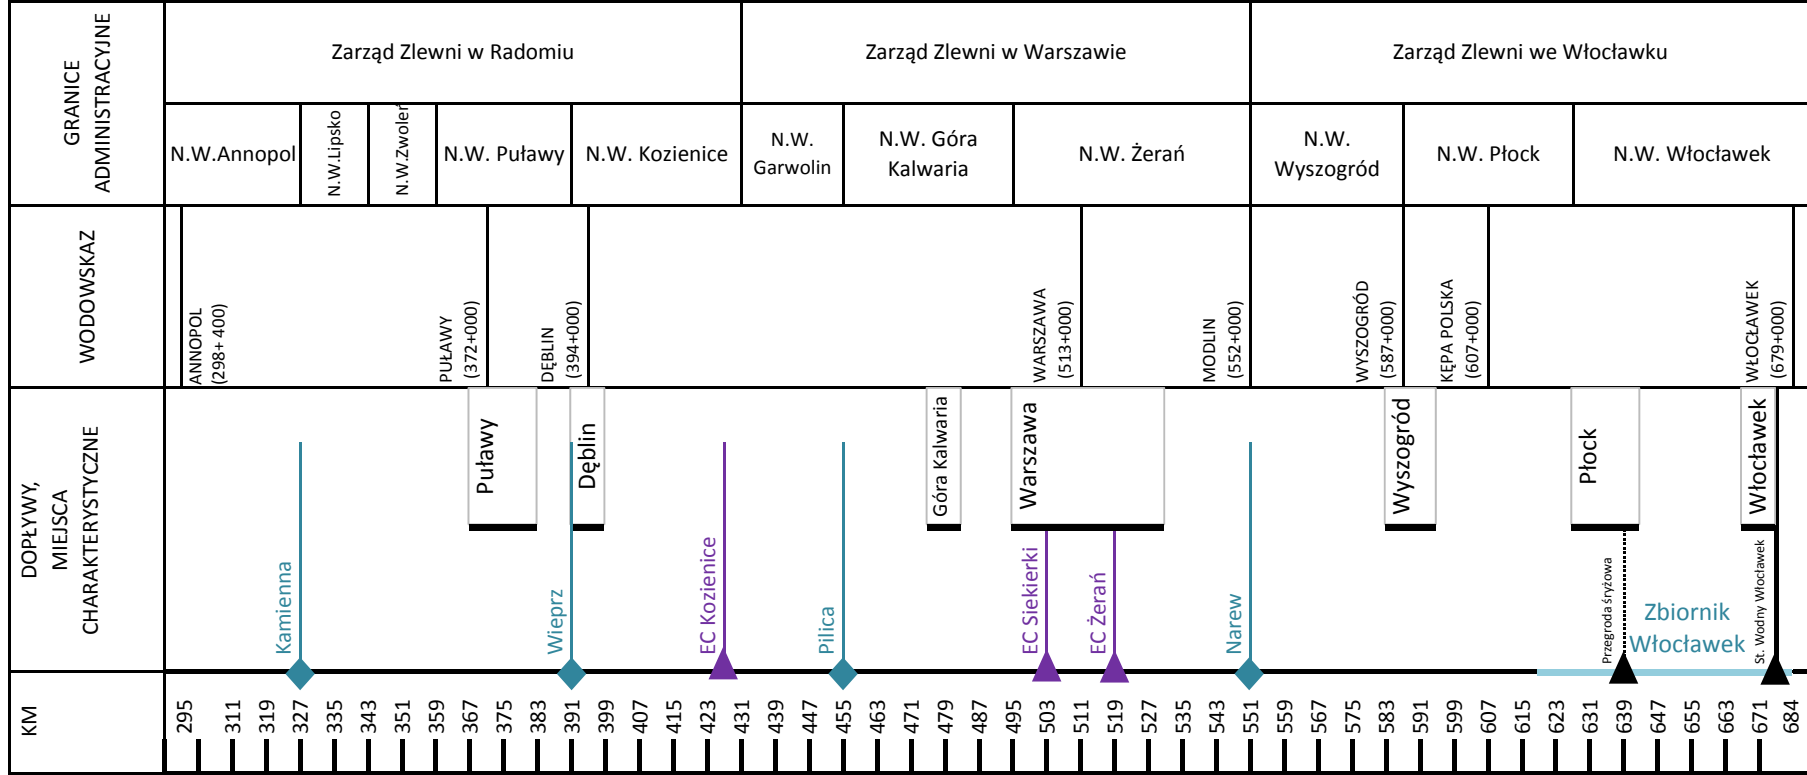 GRANICE
ADMINISTRACYJNE
Zarząd Zlewni w Radomiu
Zarząd Zlewni w Warszawie
Zarząd Zlewni we Włocławku
N.W.Annopol
N.W.Lipsko
N.W.Zwoleń
N.W. Puławy
N.W. Kozienice
N.W.
Garwolin
N.W. Góra
Kalwaria
N.W. Żerań
N.W.
Wyszogród
N.W. Płock
N.W. Włocławek
WODOWSKAZ
ANNOPOL
(298+ 400)
PUŁAWY
(372+000)
DĘBLIN
(394+000)
WARSZAWA
(513+000)
MODLIN
(552+000)
WYSZOGRÓD
(587+000)
KĘPA POLSKA
(607+000)
WŁOCŁAWEK
(679+000)
DOPŁYWY,
MIEJSCA
CHARAKTERYSTYCZNE
Puławy
Dęblin
Góra Kalwaria
Warszawa
Wyszogród
Płock
Włocławek
Kamienna
Wieprz
EC Kozienice
Pilica
EC Siekierki
EC Żerań
Narew
Przegroda śryżowa
Zbiornik
Włocławek
St. Wodny Włocławek
KM
295
311
319
327
335
343
351
359
367
375
383
391
399
407
415
423
431
439
447
455
463
471
479
487
495
503
511
519
527
535
543
551
559
567
575
583
591
599
607
615
623
631
639
647
655
663
671
684